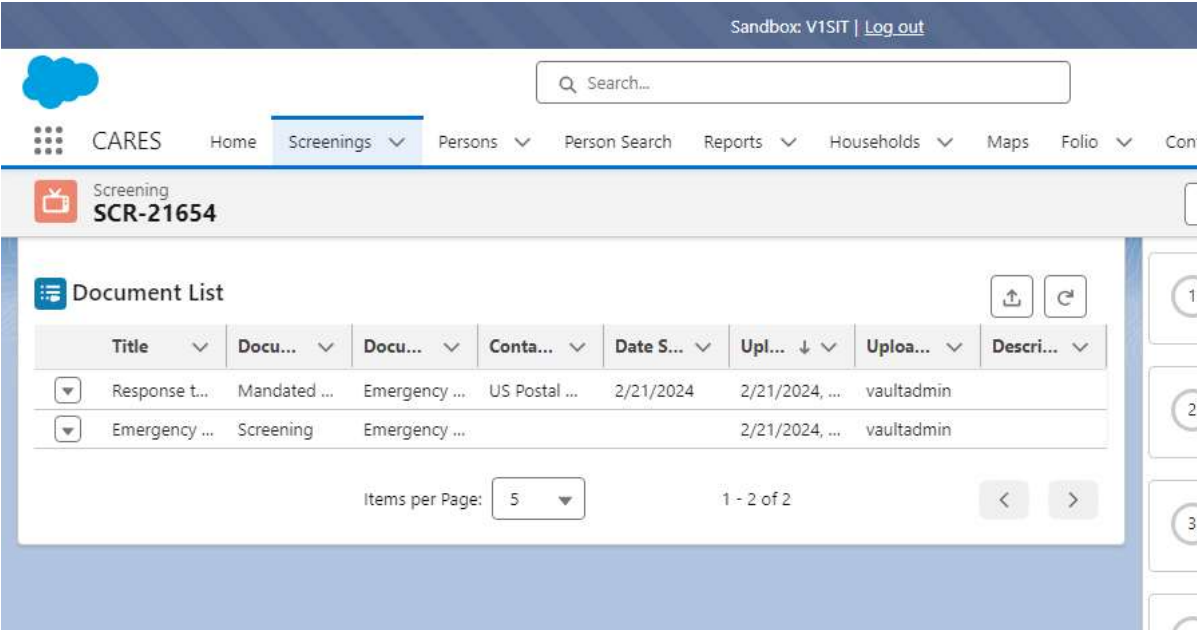 Sandbox: V1SIT | Log out
Search...
CARES Home Screenings Persons Person Search Reports Households Maps Folio Con
Screening
SCR-21654
Document List
Title Docu... Docu... Conta... Date S... Upl... Uploa... Descri...
Response t... Mandated ... Emergency ... US Postal ... 2/21/2024 2/21/2024, ... vaultadmin
Emergency ... Screening Emergency ... 2/21/2024, ... vaultadmin
Items per Page: 5 1 - 2 of 2
1
2
3